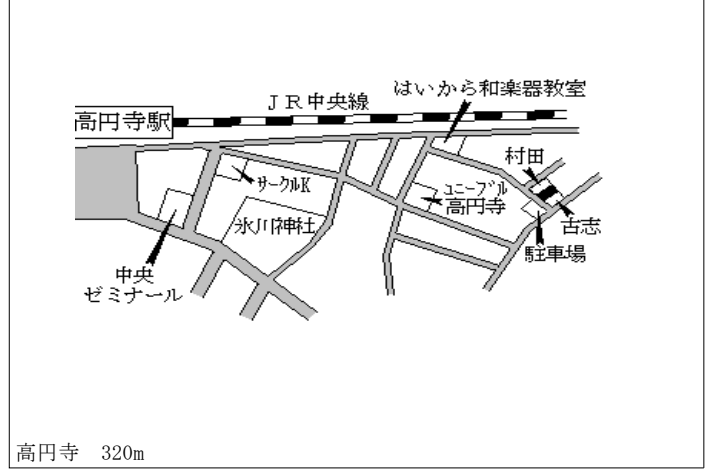 はいから和楽器教室
ＪＲ中央線
高円寺駅
村田
サークルK
ユニーブル
高円寺
氷川神社
古志
駐車場
中央
ゼミナール
高円寺　320m